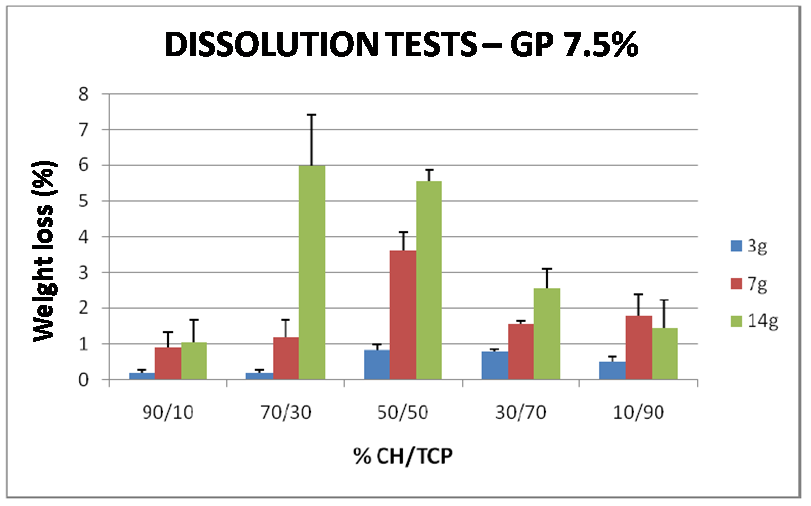 DISSOLUTION TESTS – GP 7.5%
Weight loss (%)
8
7
6
5
4
3
2
1
0
90/10 70/30 50/50 30/70 10/90
% CH/TCP
3g
7g
14g